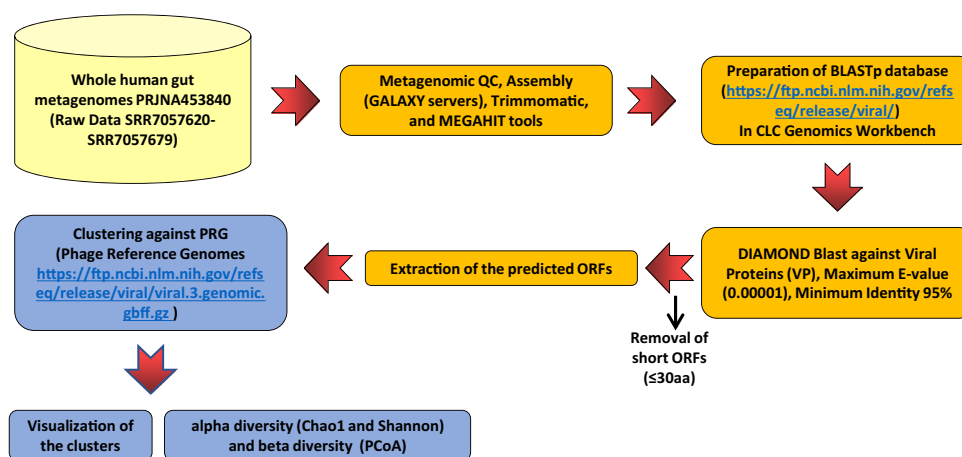 Whole human gut
metagenomes PRJNA453840
(Raw Data SRR7057620-
SRR7057679)
Metagenomic QC, Assembly
(GALAXY servers), Trimmomatic,
and MEGAHIT tools
Preparation of BLASTp database
(https://ftp.ncbi.nlm.nih.gov/refs
eq/release/viral/)
In CLC Genomics Workbench
DIAMOND Blast against Viral
Proteins (VP), Maximum E-value
(0.00001), Minimum Identity 95%
Extraction of the predicted ORFs
Removal of
short ORFs
(≤30aa)
Clustering against PRG
(Phage Reference Genomes
https://ftp.ncbi.nlm.nih.gov/refs
eq/release/viral/viral.3.genomic.
gbff.gz )
Visualization of
the clusters
alpha diversity (Chao1 and Shannon)
and beta diversity (PCoA)